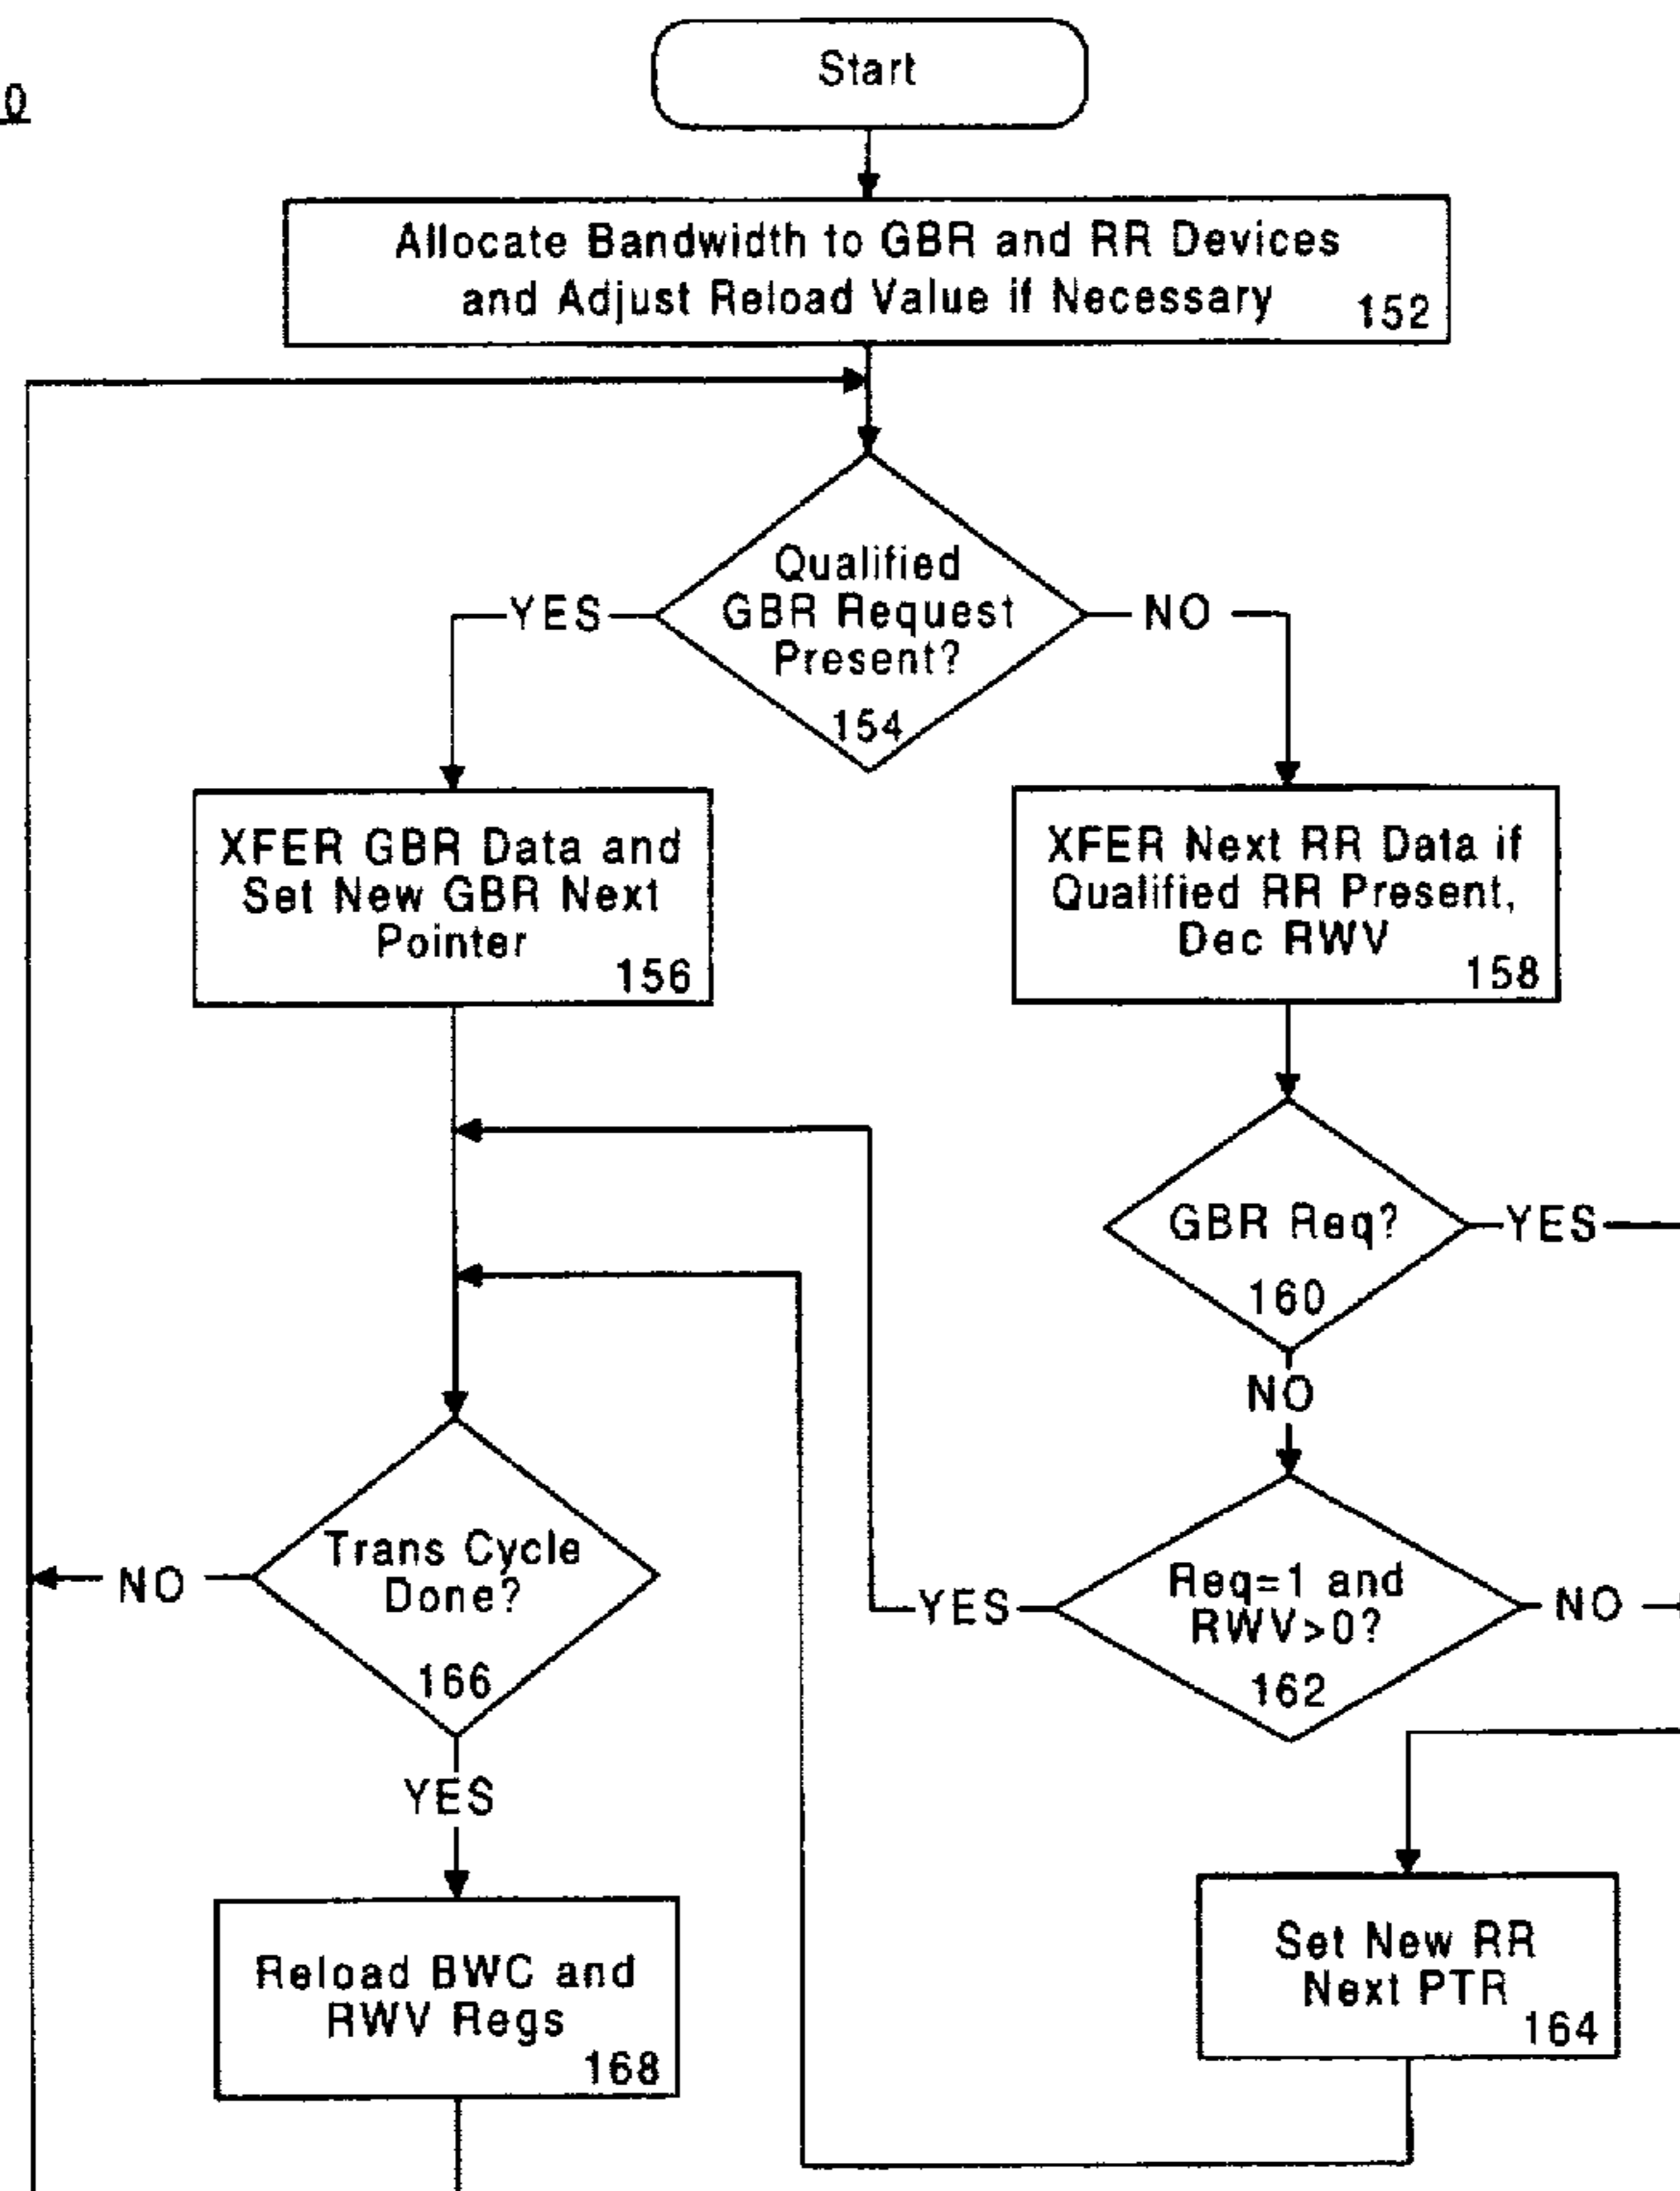 0
Start
Allocate Bandwidth to GBR and RR Devices
and Adjust Reload Value if Necessary
152
Qualified
GBR Request
Present?
154
YES
NO
XFER GBR Data and
Set New GBR Next
Pointer
156
XFER Next RR Data if
Qualified RR Present,
Dec RWV
158
GBR Req?
160
YES
NO
Req=1 and
RWV>0?
162
YES
NO
Trans Cycle
Done?
166
NO
YES
Set New RR
Next PTR
164
Reload BWC and
RWV Regs
168